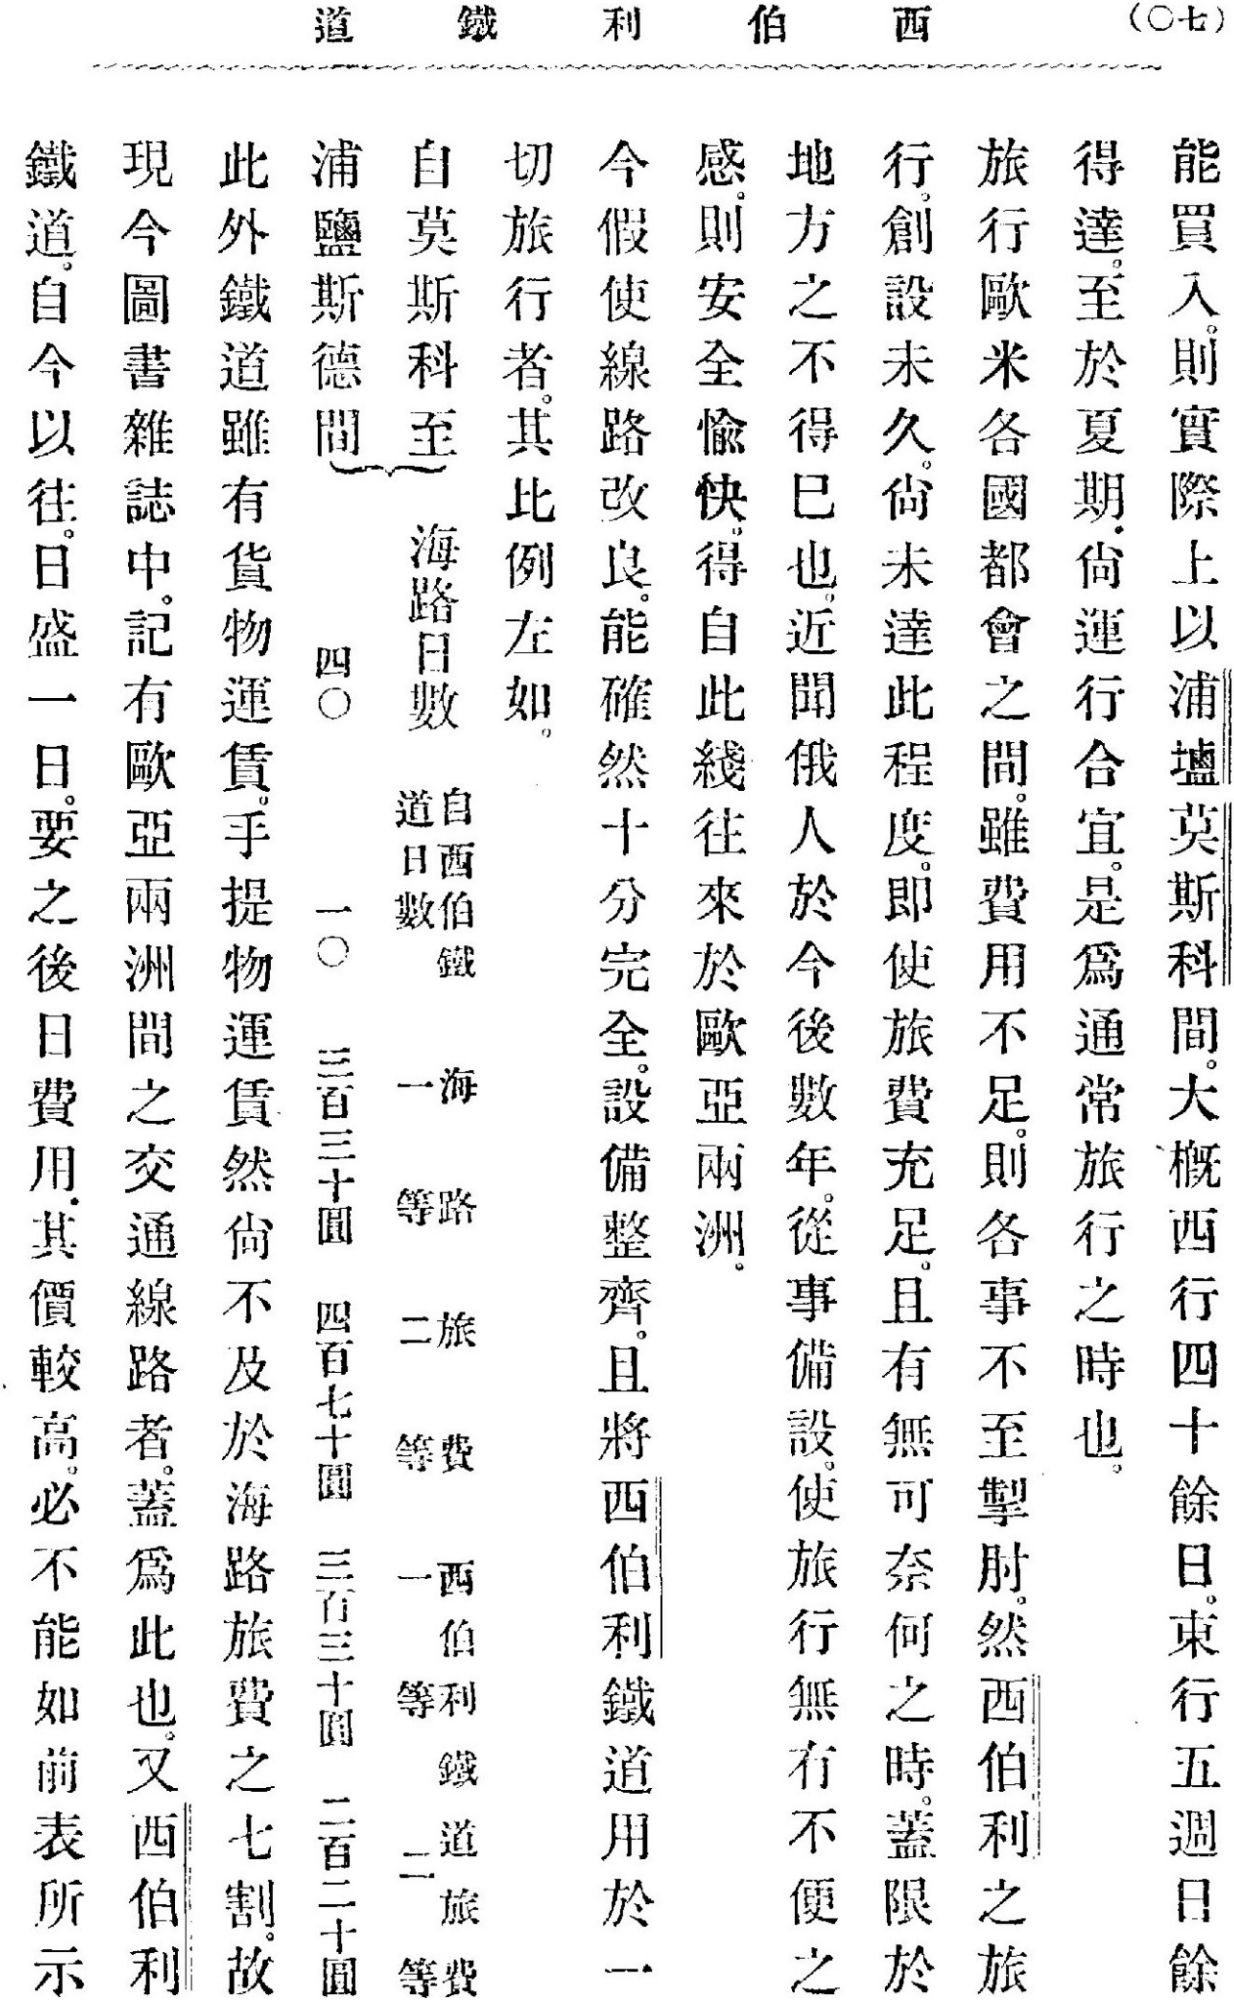 (七〇)
西伯利鐵道
能買入。則實際上以浦壚莫斯科間。大概西行四十餘日。東行五週日餘
得達。至於夏期。尙運行合宜。是爲通常旅行之時也。
旅行歐米各國都會之間。雖費用不足。則各事不至掣肘。然西伯利之旅
行。創設未久。尙未達此程度。卽使旅費充足。且有無可奈何之時。蓋限於
地方之不得巳也。近聞俄人於今後數年。從事備設。使旅行無有不便之
感。則安全愉快。得自此綫往來於歐亞兩洲。
今假使線路改良。能確然十分完全。設備整齊。且將西伯利鐵道用於一
切旅行者。其比例左如。
海路日數 自西伯鐵道日數 海路旅費 一等 二等 西伯利鐵道旅費 一等 二等
自莫斯科至浦鹽斯德間 四〇 一〇 三百三十圓 四百七十圓 三百三十圓 二百二十圓
此外鐵道雖有貨物運賃。手提物運賃然尙不及於海路旅費之七割。故
現今圖書雜誌中。記有歐亞兩洲間之交通線路者。蓋爲此也。又西伯利
鐵道。自今以往。日盛一日。要之後日費用。其價較高。必不能如前表所示